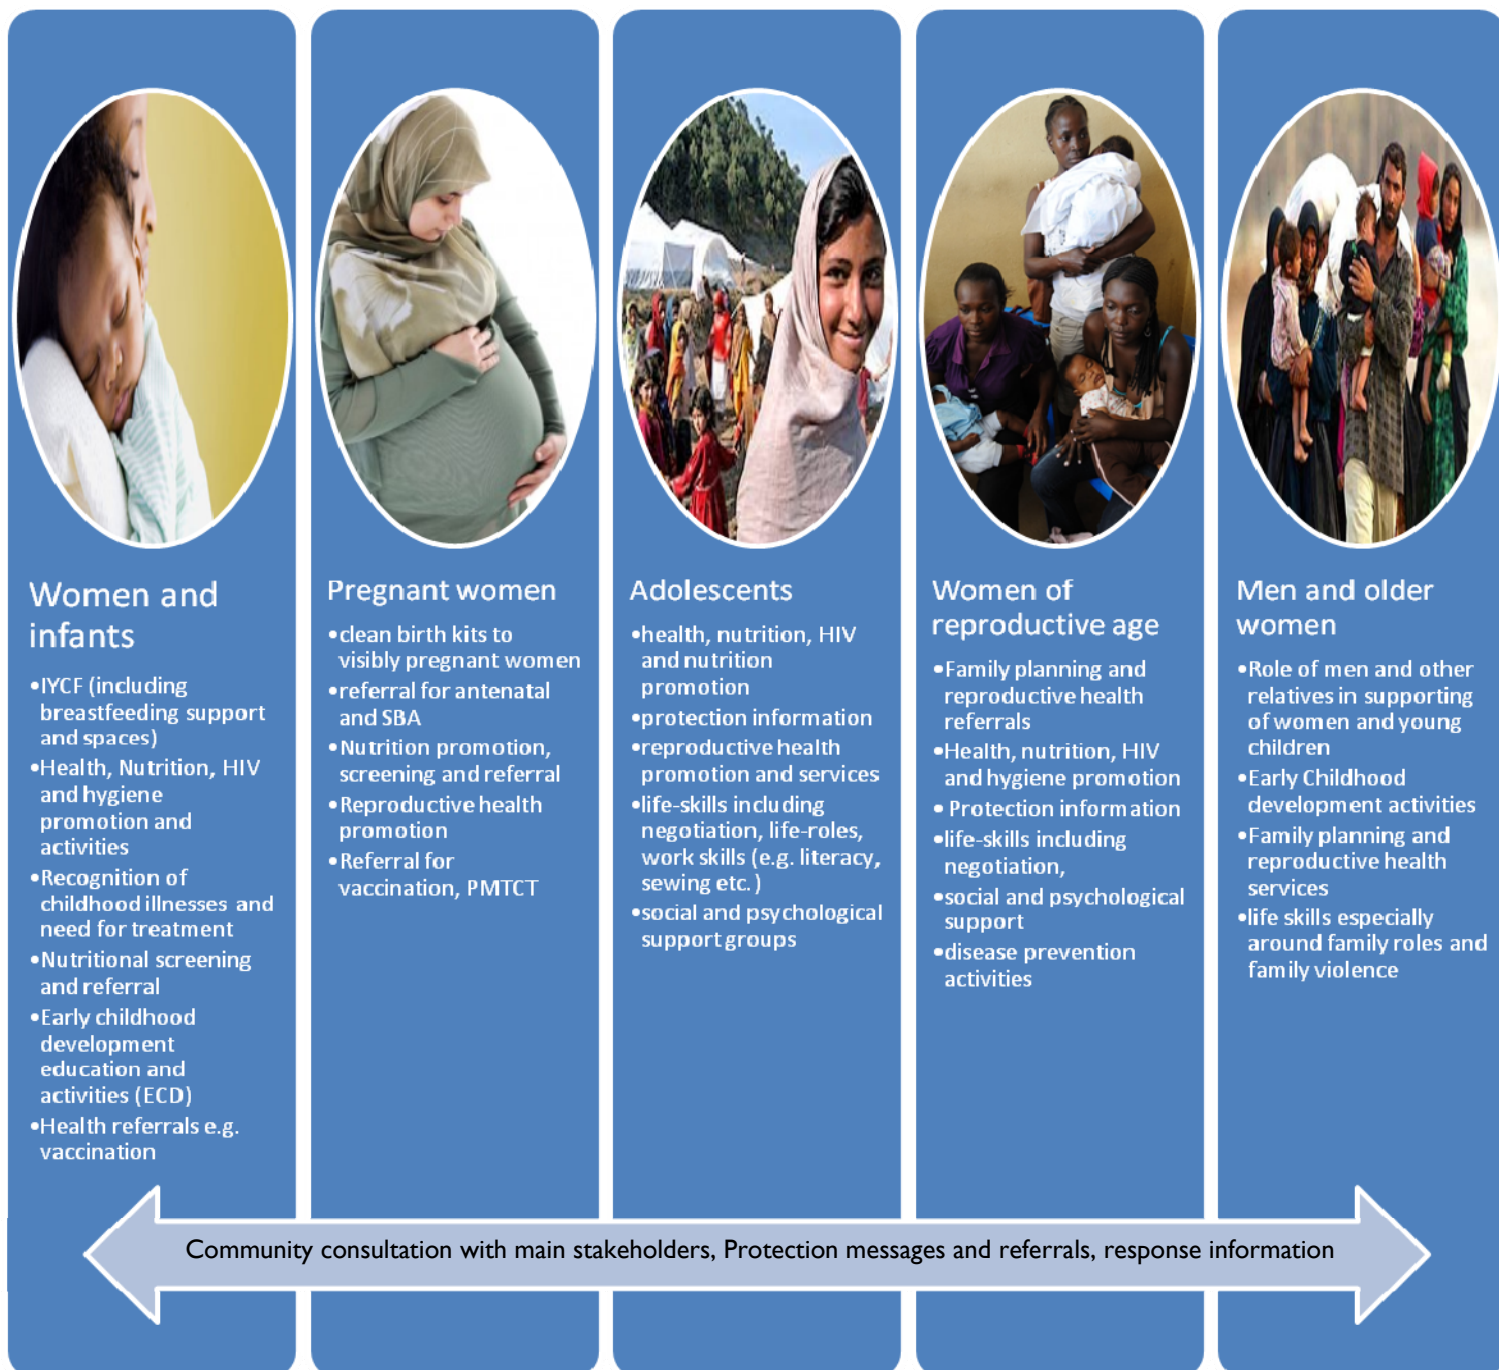 Women and
infants
•IYCF (including
breastfeeding support
and spaces)
•Health, Nutrition, HIV
and hygiene
promotion and
activities
•Recognition of
childhood illnesses and
need for treatment
•Nutritional screening
and referral
•Early childhood
development
education and
activities (ECD)
•Health referrals e.g.
vaccination
Pregnant women
•clean birth kits to
visibly pregnant women
•referral for antenatal
and SBA
•Nutrition promotion,
screening and referral
•Reproductive health
promotion
•Referral for
vaccination, PMTCT
Adolescents
•health, nutrition, HIV
and nutrition
promotion
•protection information
•reproductive health
promotion and services
•life-skills including
negotiation, life-roles,
work skills (e.g. literacy,
sewing etc.)
•social and psychological
support groups
Women of
reproductive age
•Family planning and
reproductive health
referrals
•Health, nutrition, HIV
and hygiene promotion
• Protection information
•life-skills including
negotiation,
•social and psychological
support
•disease prevention
activities
Men and older
women
•Role of men and other
relatives in supporting
of women and young
children
•Early Childhood
development activities
•Family planning and
reproductive health
services
•life skills especially
around family roles and
family violence
Community consultation with main stakeholders, Protection messages and referrals, response information